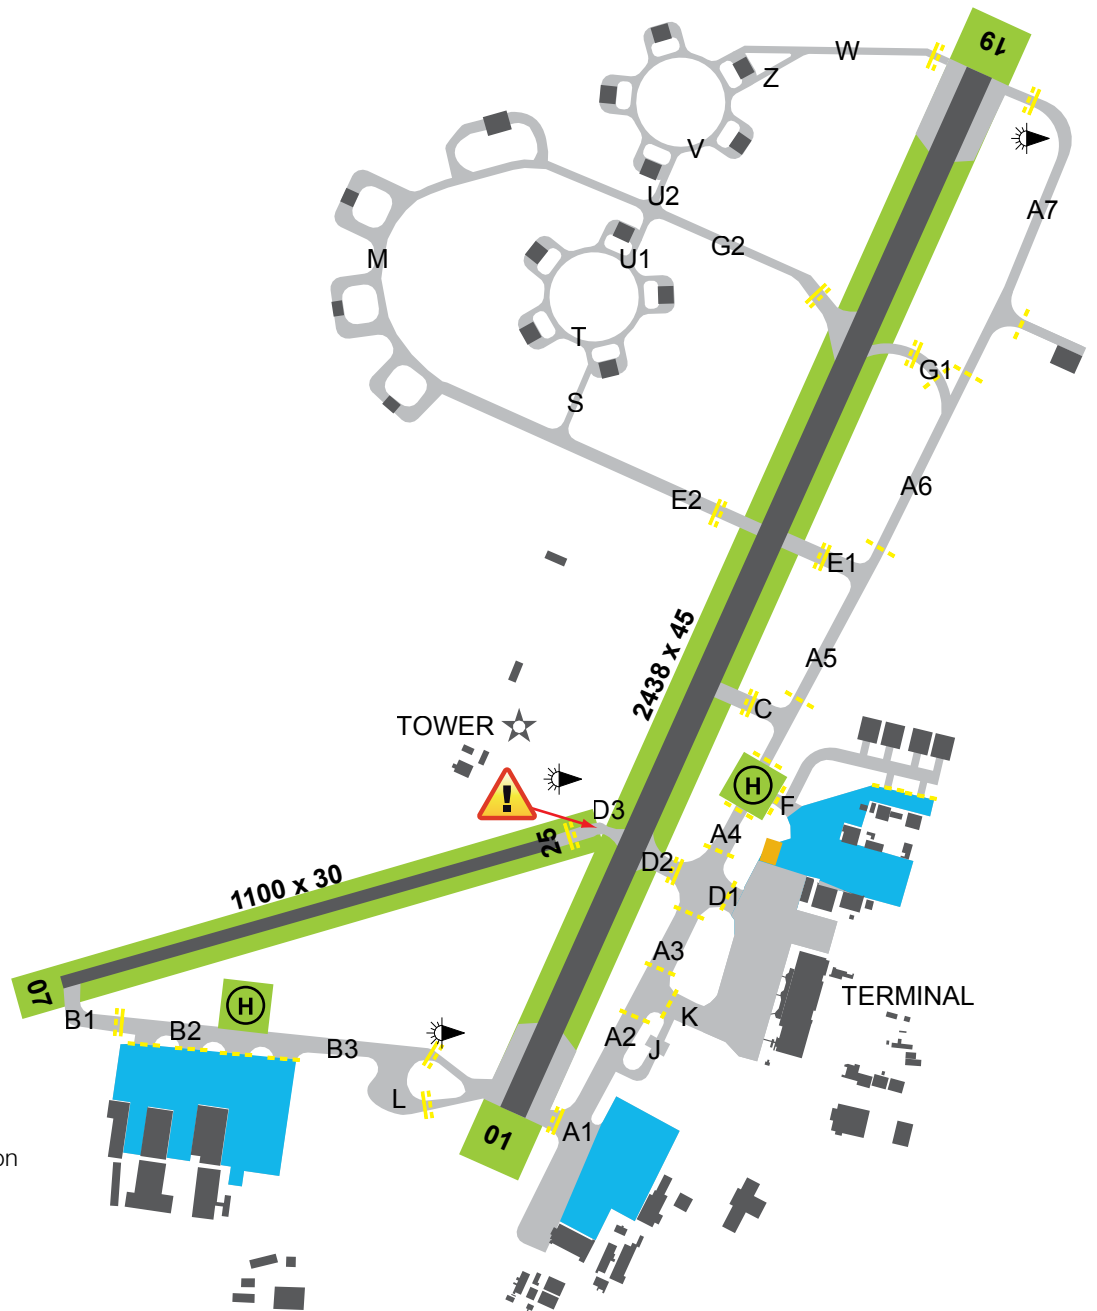 19
W
Z
V
A7
U2
G2
U1
M
T
G1
S
A6
E2
E1
2438 x 45
A5
C
TOWER
H
!
D3
F
A4
25
D2
1100 x 30
D1
A3
07
H
TERMINAL
B1
B2
B3
K
A2
J
L
01
A1
on